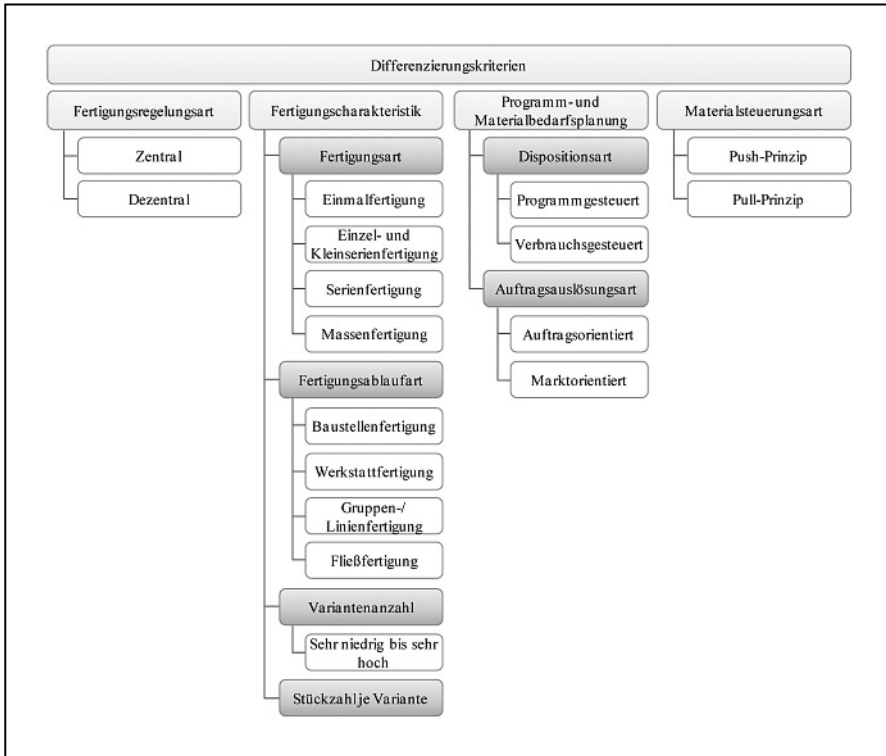 Differenzierungskriterien
Fertigungsregelungsart
Zentral
Dezentral
Fertigungscharakteristik
Fertigungsart
Einmalfertigung
Einzel- und
Kleinserienfertigung
Serienfertigung
Massenfertigung
Fertigungsablaufart
Baustellenfertigung
Werkstattfertigung
Gruppen-/
Linienfertigung
Fließfertigung
Variantenanzahl
Sehr niedrig bis sehr
hoch
Stückzahl je Variante
Programm- und
Materialbedarfsplanung
Dispositionsart
Programmgesteuert
Verbrauchsgesteuert
Auftragsauslösungsart
Auftragsorientiert
Marktorientiert
Materialsteuerungsart
Push-Prinzip
Pull-Prinzip